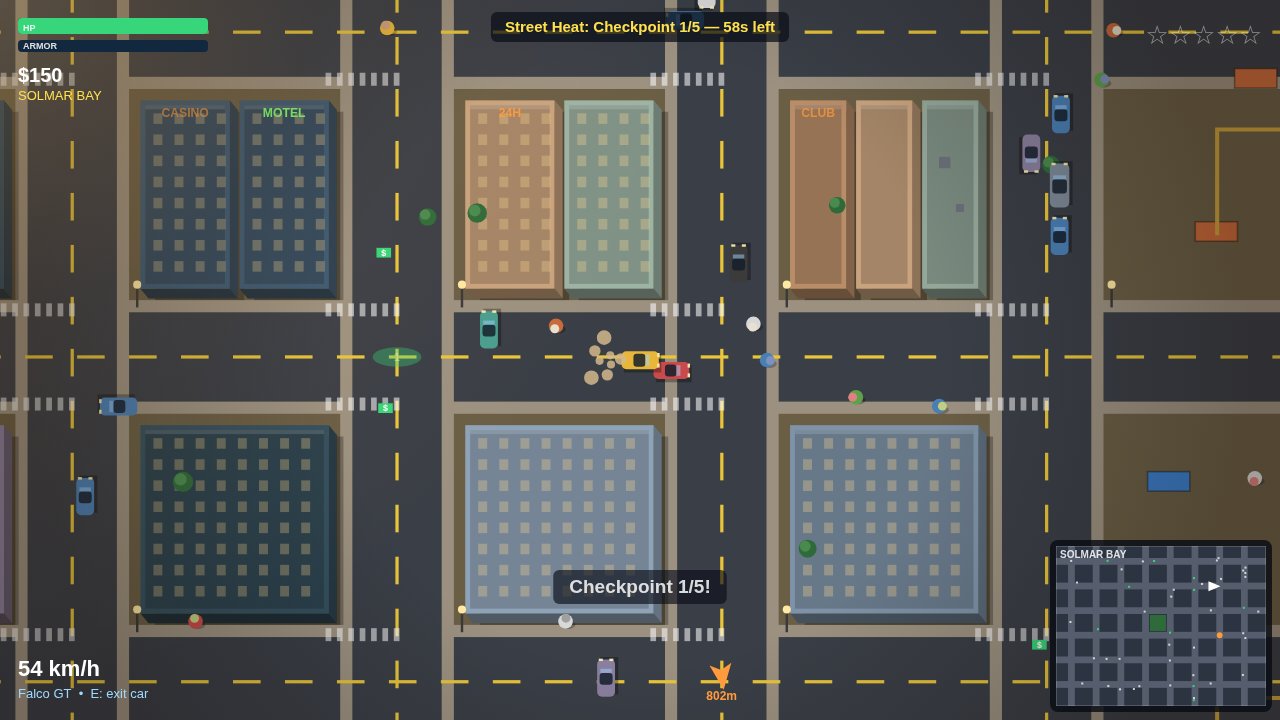 HP
ARMOR
$150
SOLMAR BAY
Street Heat: Checkpoint 1/5 — 58s left
CASINO
MOTEL
24H
CLUB
$
$
$
Checkpoint 1/5!
54 km/h
Falco GT • E: exit car
802m
SOLMAR BAY